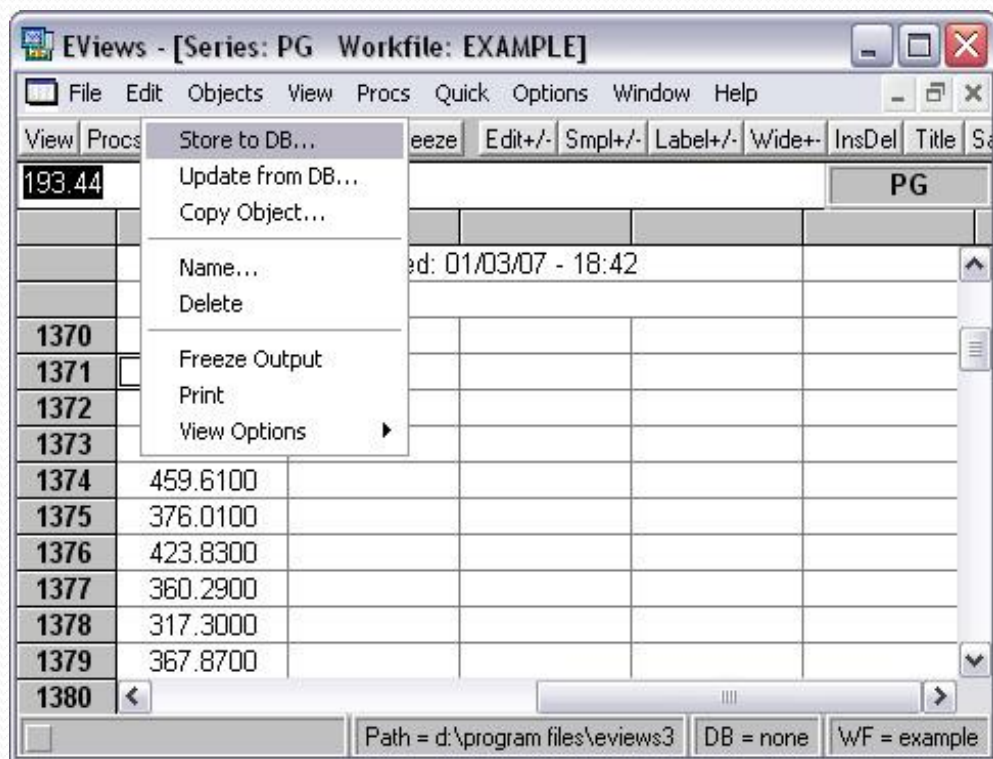 EViews - [Series: PG Workfile: EXAMPLE]
File Edit Objects View Procs Quick Options Window Help
View Procs eeze Edit+/- Smpl+/- Label+/- Wide+- InsDel Title Sa
193.44 PG
Store to DB...
Update from DB...
Copy Object...
Name...
Delete
Freeze Output
Print
View Options
ed: 01/03/07 - 18:42
1370
1371
1372
1373
1374 459.6100
1375 376.0100
1376 423.8300
1377 360.2900
1378 317.3000
1379 367.8700
1380
Path = d:\program files\eviews3 DB = none WF = example